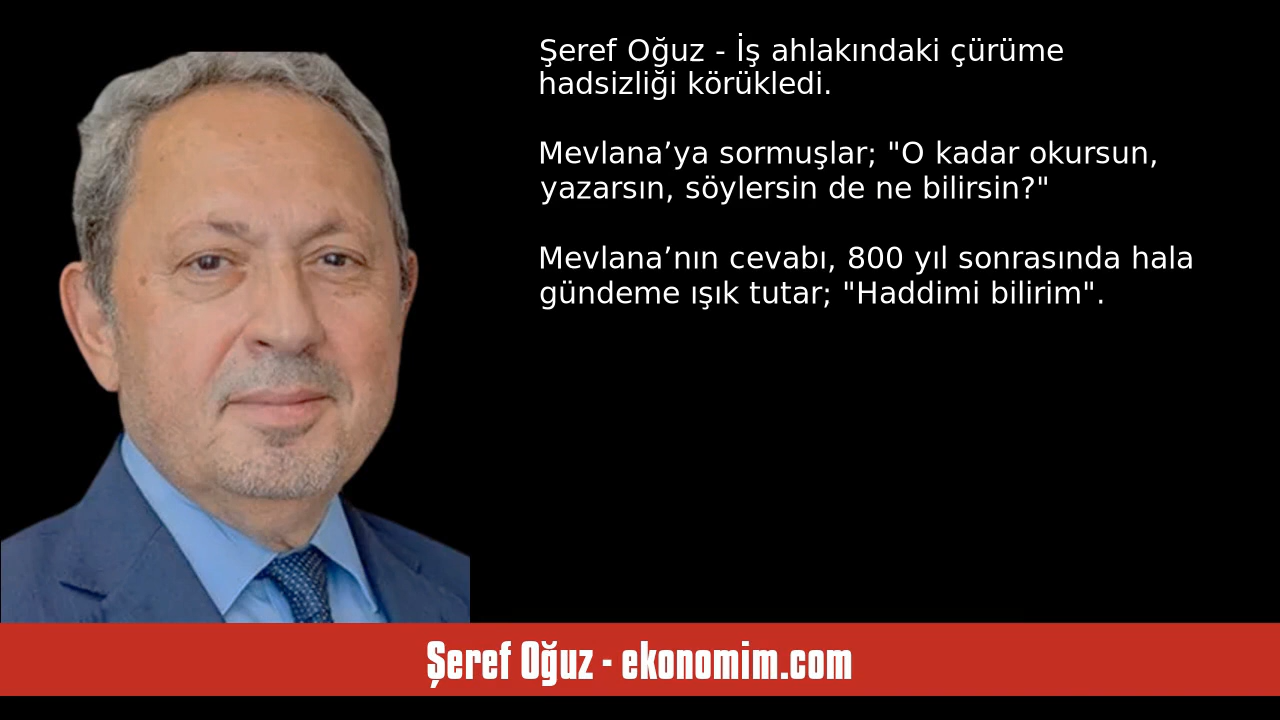 Şeref Oğuz - İş ahlakındaki çürüme
hadsizliği körükledi.
Mevlana’ya sormuşlar; "O kadar okursun,
yazarsın, söylersin de ne bilirsin?"
Mevlana’nın cevabı, 800 yıl sonrasında hala
gündeme ışık tutar; "Haddimi bilirim".
Şeref Oğuz - ekonomim.com